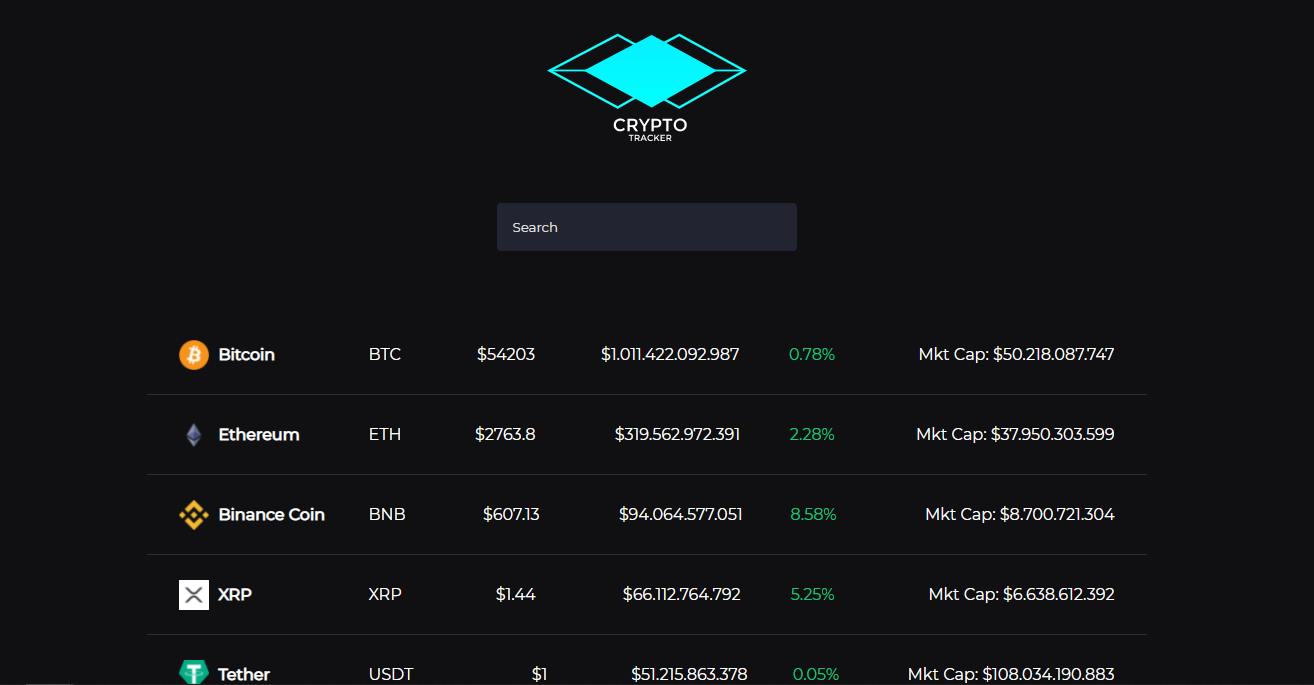 CRYPTO
TRACKER
Search
Bitcoin BTC $54203 $1.011.422.092.987 0.78% Mkt Cap: $50.218.087.747
Ethereum ETH $2763.8 $319.562.972.391 2.28% Mkt Cap: $37.950.303.599
Binance Coin BNB $607.13 $94.064.577.051 8.58% Mkt Cap: $8.700.721.304
XRP XRP $1.44 $66.112.764.792 5.25% Mkt Cap: $6.638.612.392
Tether USDT $1 $51.215.863.378 0.05% Mkt Cap: $108.034.190.883